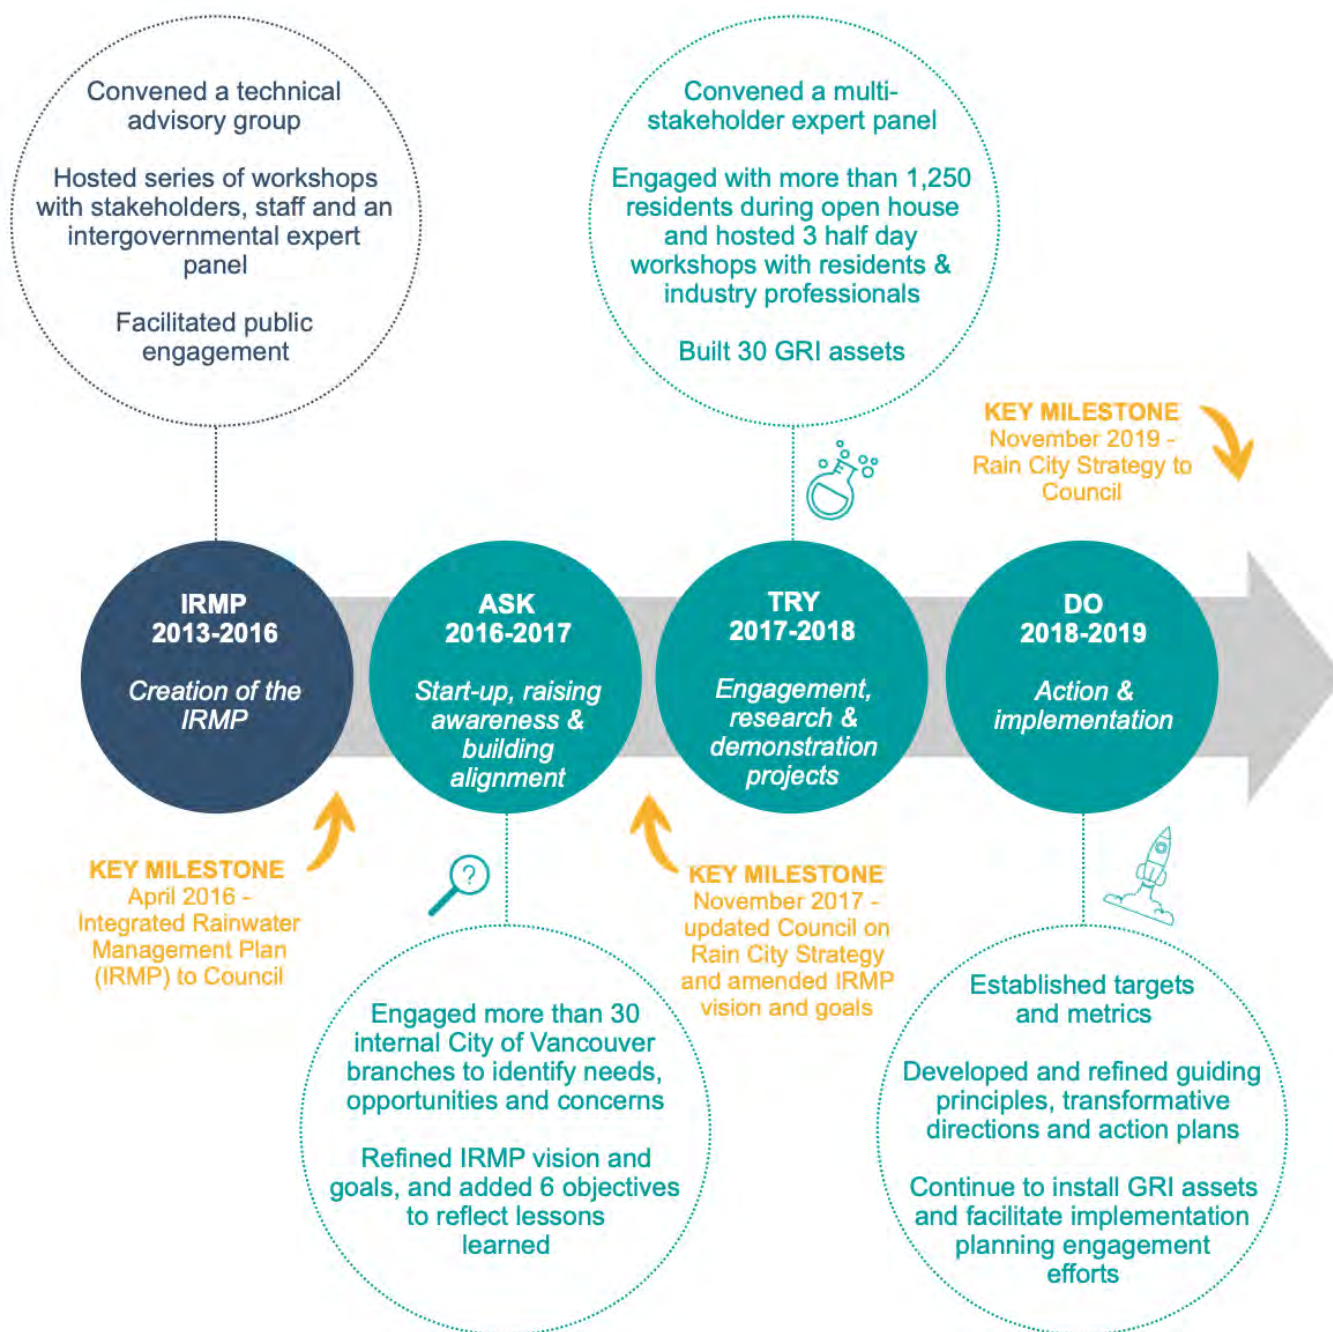 Convened a technical
advisory group
Hosted series of workshops
with stakeholders, staff and an
intergovernmental expert
panel
Facilitated public
engagement
Convened a multi-
stakeholder expert panel
Engaged with more than 1,250
residents during open house
and hosted 3 half day
workshops with residents &
industry professionals
Built 30 GRI assets
KEY MILESTONE
November 2019 -
Rain City Strategy to
Council
IRMP
2013-2016
Creation of the
IRMP
ASK
2016-2017
Start-up, raising
awareness &
building
alignment
TRY
2017-2018
Engagement,
research &
demonstration
projects
DO
2018-2019
Action &
implementation
KEY MILESTONE
April 2016 -
Integrated Rainwater
Management Plan
(IRMP) to Council
?
KEY MILESTONE
November 2017 -
updated Council on
Rain City Strategy
and amended IRMP
vision and goals
Engaged more than 30
internal City of Vancouver
branches to identify needs,
opportunities and concerns
Refined IRMP vision and
goals, and added 6 objectives
to reflect lessons
learned
Established targets
and metrics
Developed and refined guiding
principles, transformative
directions and action plans
Continue to install GRI assets
and facilitate implementation
planning engagement
efforts